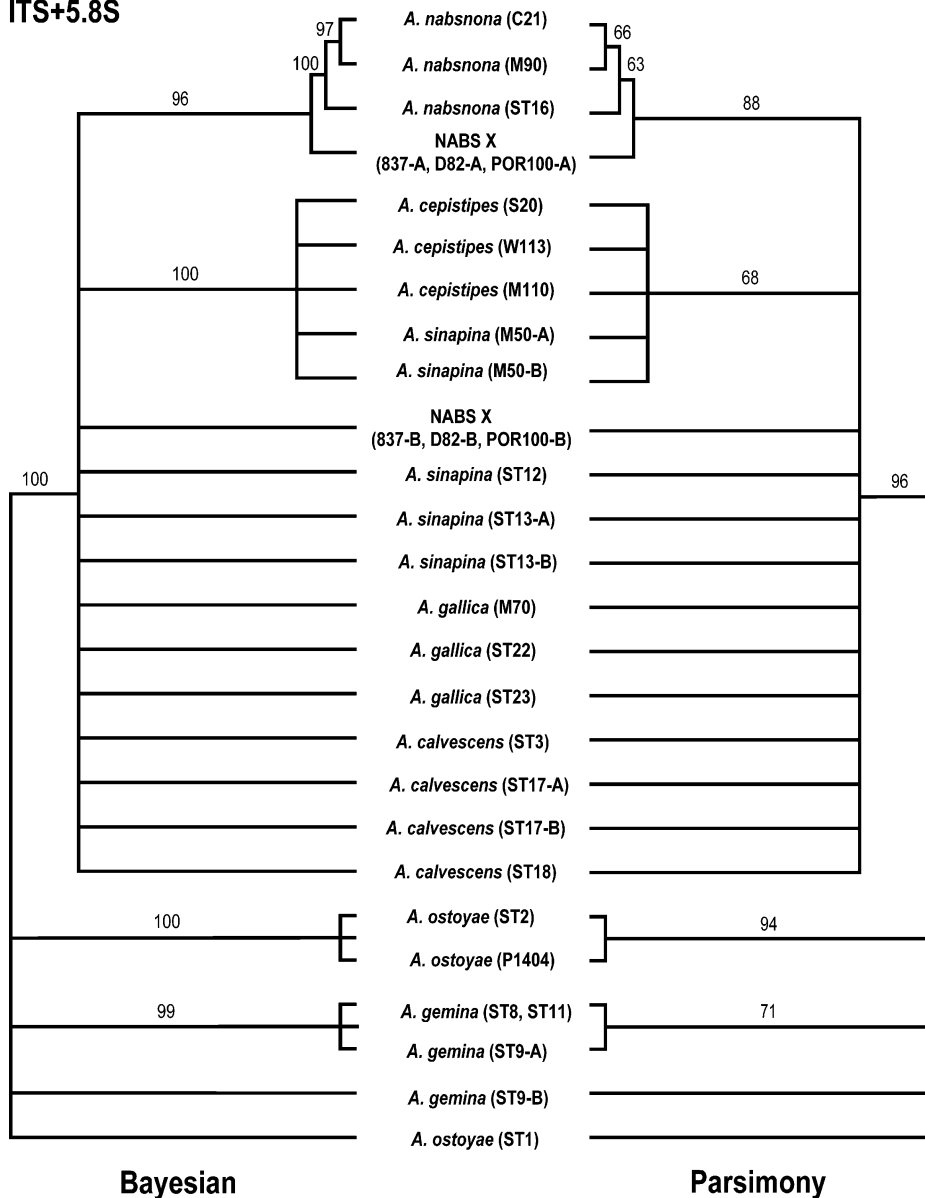 ITS+5.8S
A. nabsnona (C21)
97
66
A. nabsnona (M90)
100
63
96
88
A. nabsnona (ST16)
NABS X
(837-A, D82-A, POR100-A)
A. cepistipes (S20)
A. cepistipes (W113)
100
68
A. cepistipes (M110)
A. sinapina (M50-A)
A. sinapina (M50-B)
NABS X
(837-B, D82-B, POR100-B)
A. sinapina (ST12)
100
96
A. sinapina (ST13-A)
A. sinapina (ST13-B)
A. gallica (M70)
A. gallica (ST22)
A. gallica (ST23)
A. calvescens (ST3)
A. calvescens (ST17-A)
A. calvescens (ST17-B)
A. calvescens (ST18)
A. ostoyae (ST2)
100
94
A. ostoyae (P1404)
A. gemina (ST8, ST11)
99
71
A. gemina (ST9-A)
A. gemina (ST9-B)
A. ostoyae (ST1)
Bayesian
Parsimony